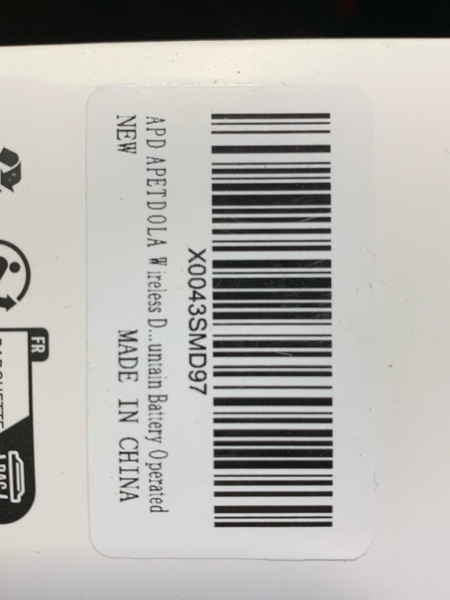 X0043SMD97
APD APETDOLA Wireless D...untain Battery Operated
NEW
MADE IN CHINA
FR